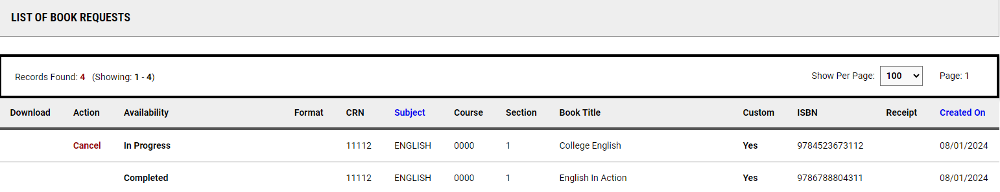 LIST OF BOOK REQUESTS
Records Found: 4 (Showing: 1 - 4) Show Per Page: 100 Page: 1
Download Action Availability Format CRN Subject Course Section Book Title Custom ISBN Receipt Created On
Cancel In Progress 11112 ENGLISH 0000 1 College English Yes 9784523673112 08/01/2024
Completed 11112 ENGLISH 0000 1 English In Action Yes 9786788804311 08/01/2024